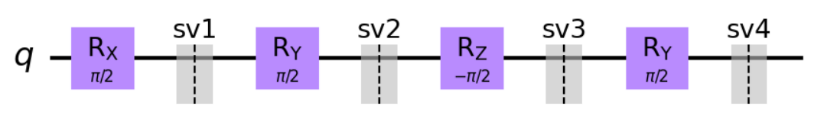 sv1 sv2 sv3 sv4
q R_X R_Y R_Z R_Y
π/2 π/2 −π/2 π/2